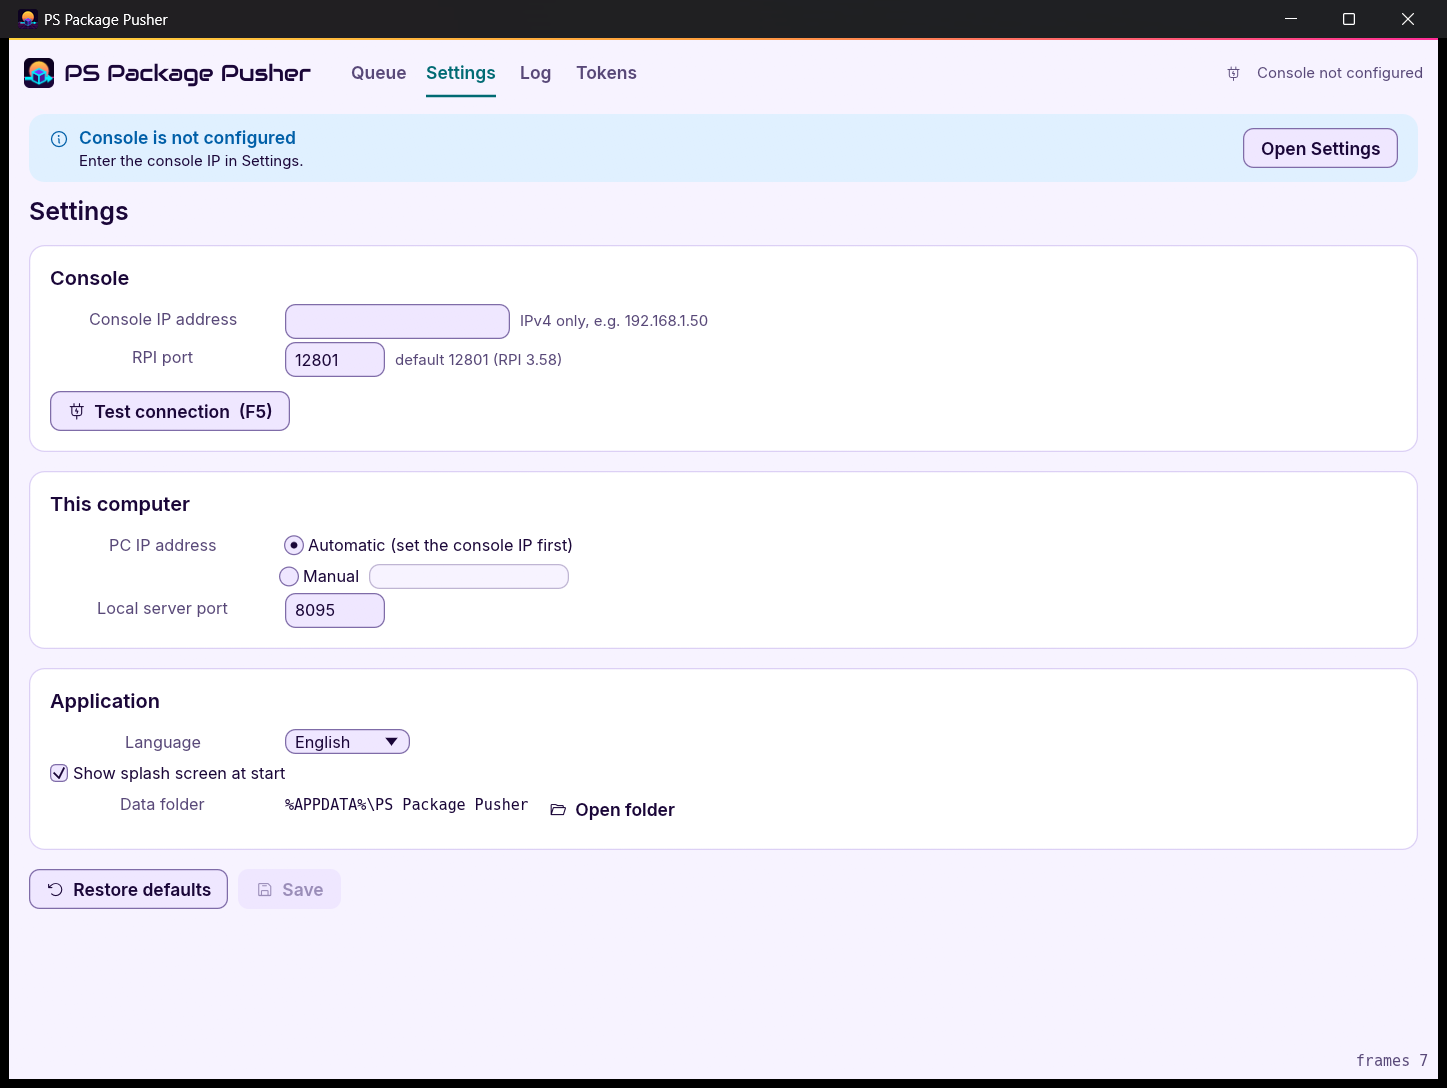 PS Package Pusher
PS Package Pusher
Queue
Settings
Log
Tokens
Console not configured
Console is not configured
Enter the console IP in Settings.
Open Settings
Settings
Console
Console IP address
IPv4 only, e.g. 192.168.1.50
RPI port
12801
default 12801 (RPI 3.58)
Test connection (F5)
This computer
PC IP address
Automatic (set the console IP first)
Manual
Local server port
8095
Application
Language
English
Show splash screen at start
Data folder
%APPDATA%\PS Package Pusher
Open folder
Restore defaults
Save
frames 7